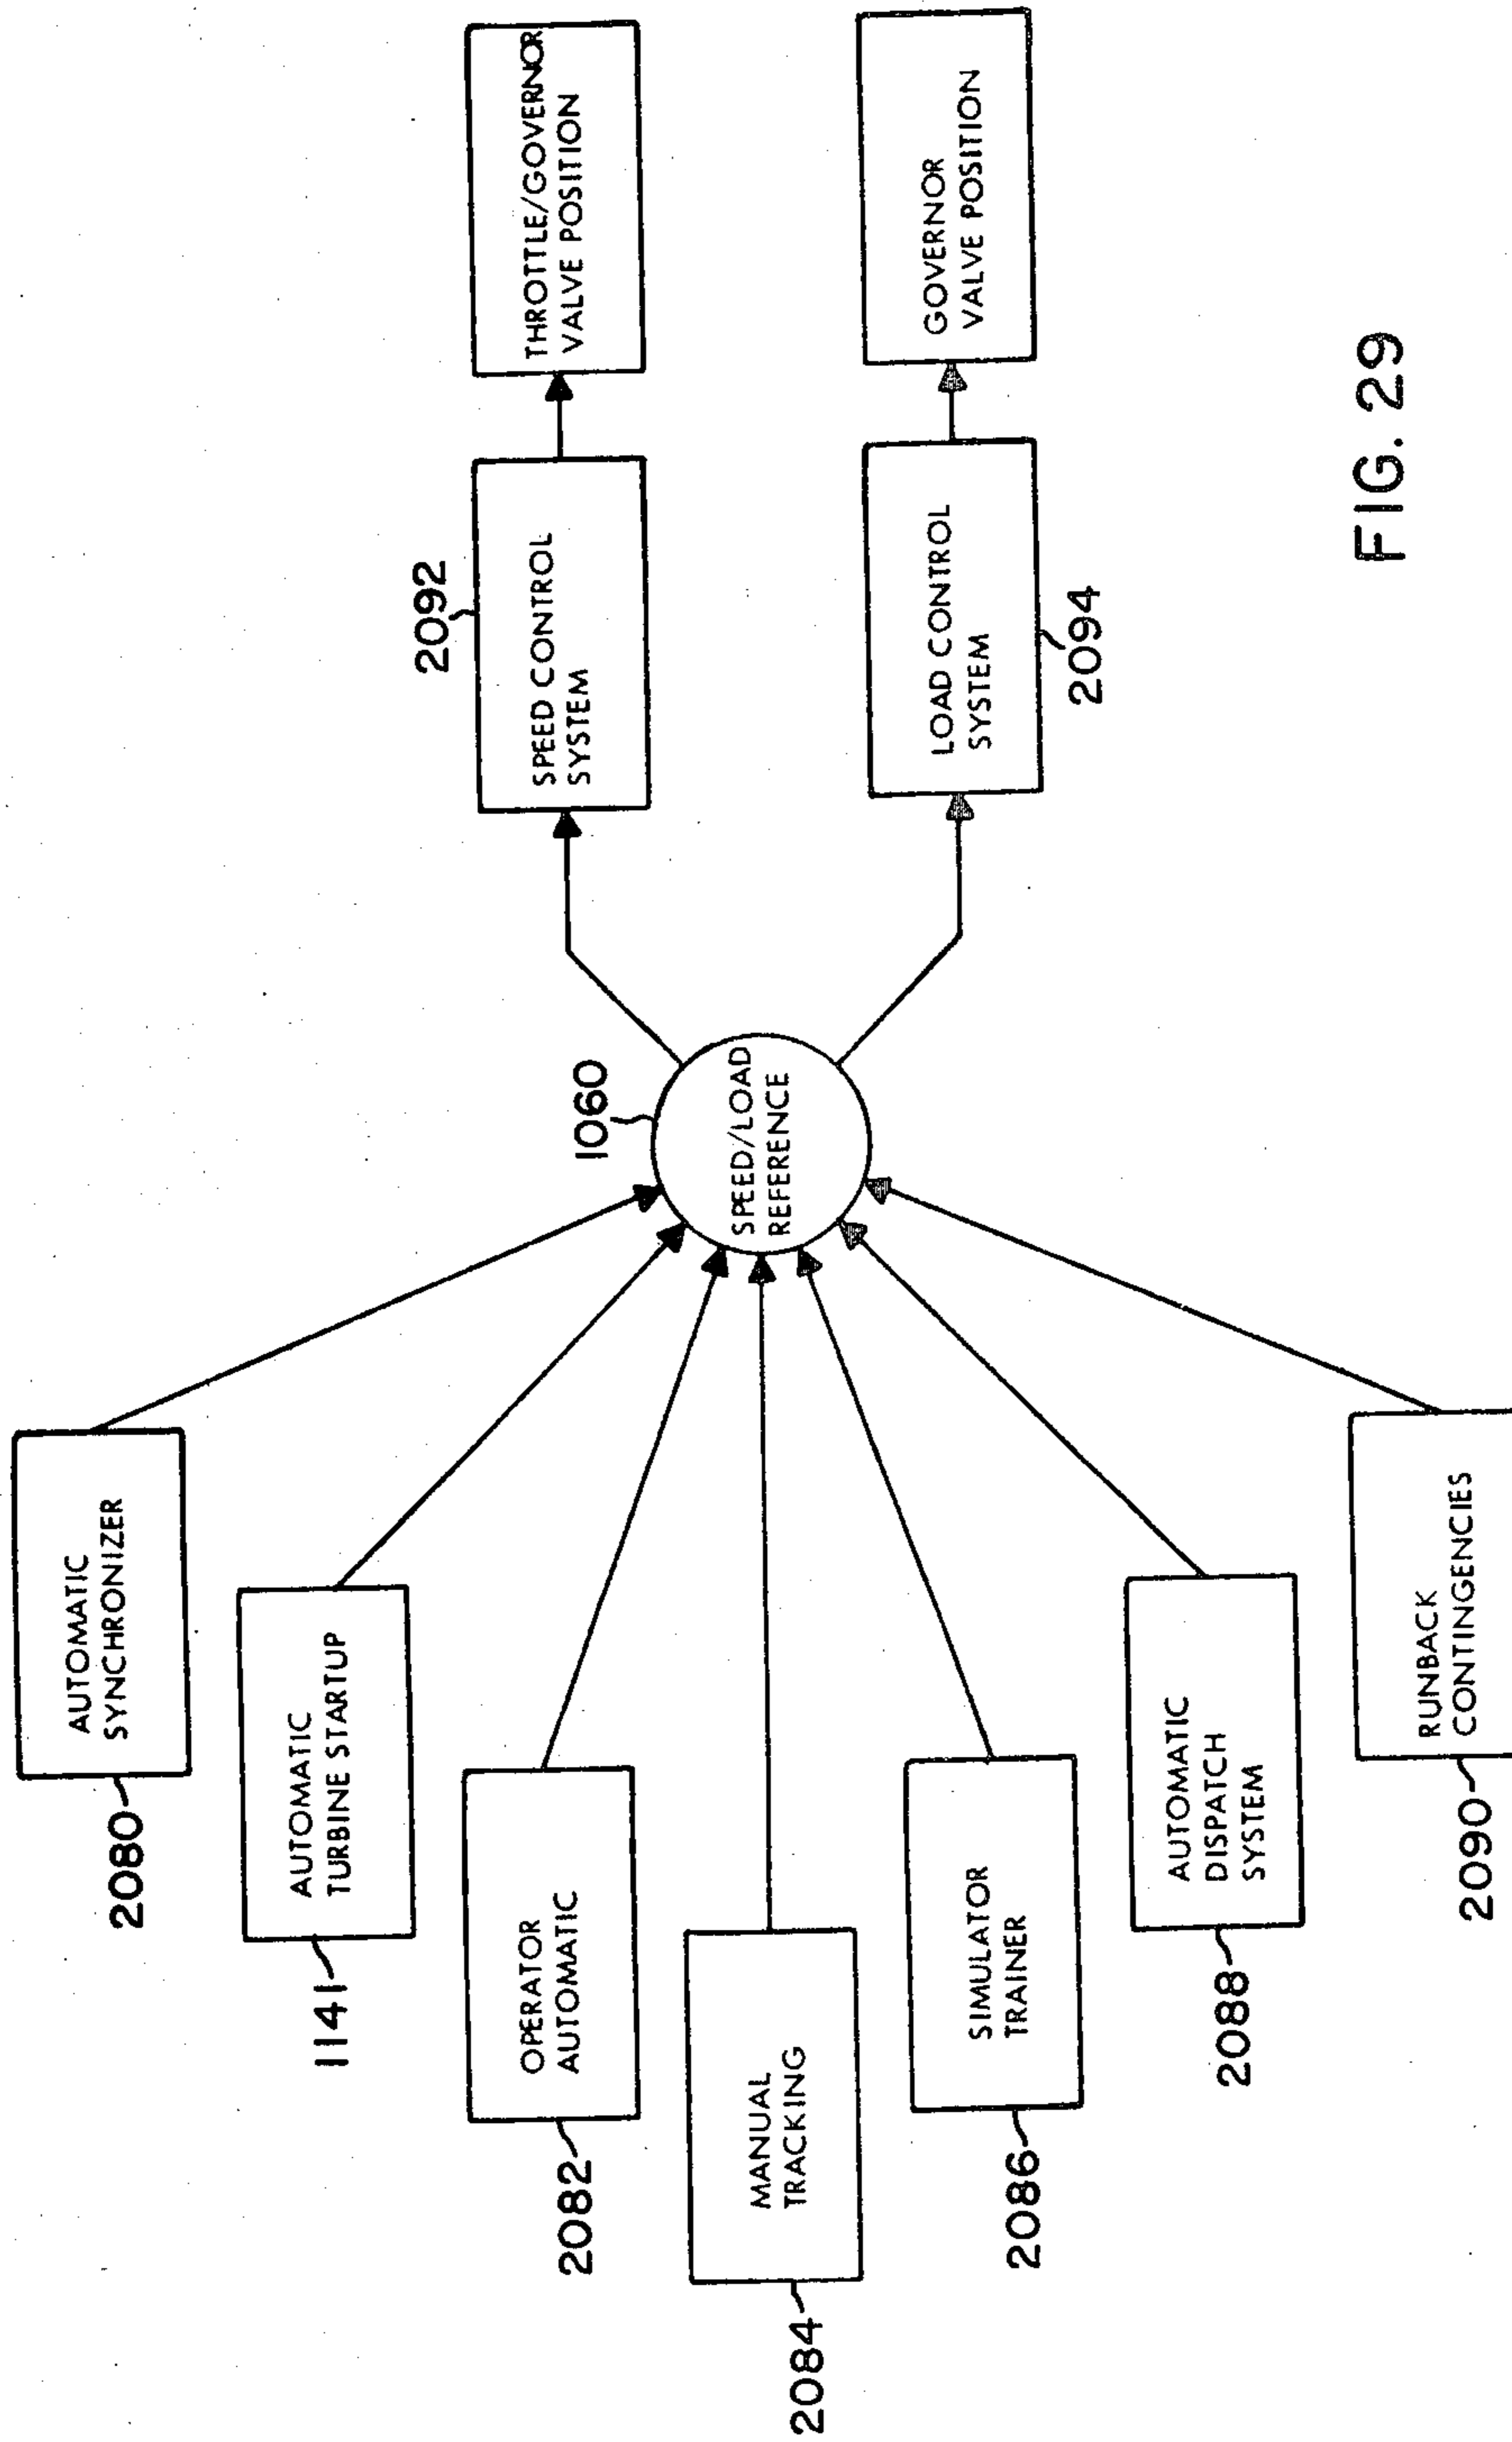 AUTOMATIC
SYNCHRONIZER
2080
AUTOMATIC
TURBINE STARTUP
1141
OPERATOR
AUTOMATIC
2082
MANUAL
TRACKING
2084
SIMULATOR
TRAINER
2086
AUTOMATIC
DISPATCH
SYSTEM
2088
RUNBACK
CONTINGENCIES
2090
1060
SPEED/LOAD
REFERENCE
2092
SPEED CONTROL
SYSTEM
THROTTLE/GOVERNOR
VALVE POSITION
LOAD CONTROL
SYSTEM
2094
GOVERNOR
VALVE POSITION
FIG. 29